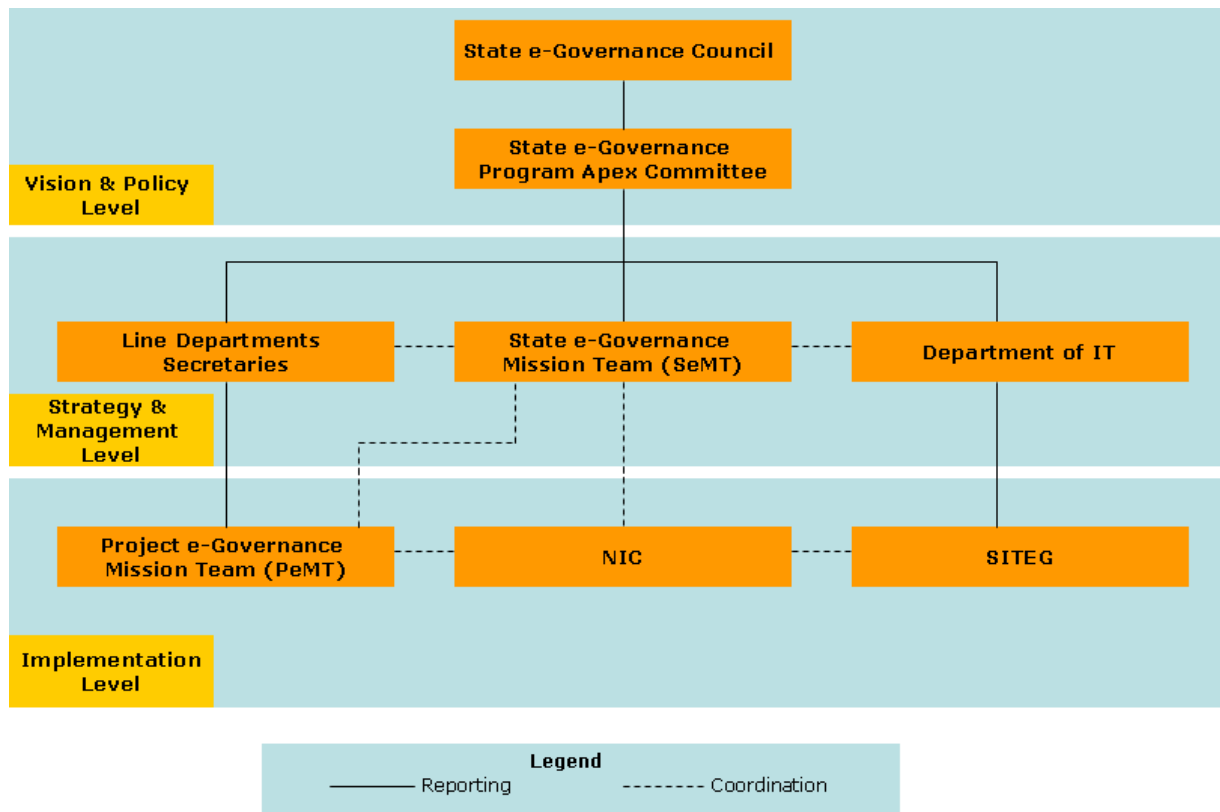 State e-Governance Council
State e-Governance
Program Apex Committee
Vision & Policy
Level
Line Departments
Secretaries
State e-Governance
Mission Team (SeMT)
Department of IT
Strategy &
Management
Level
Project e-Governance
Mission Team (PeMT)
NIC
SITEG
Implementation
Level
Legend
Reporting
Coordination